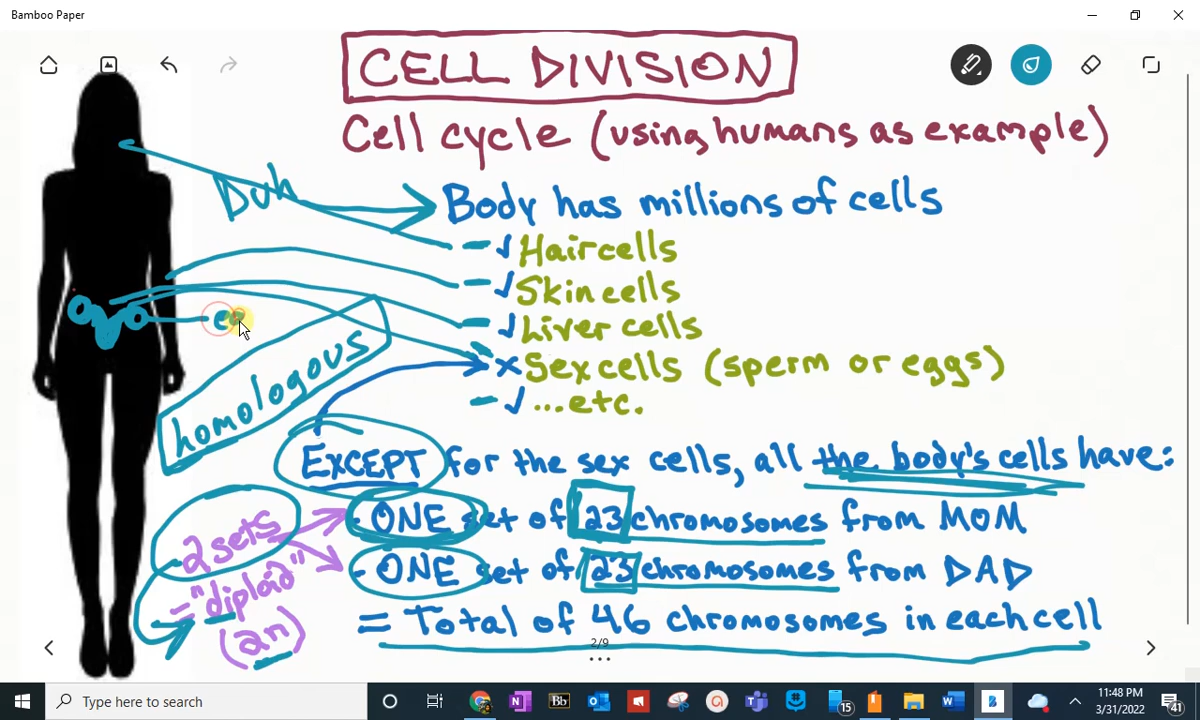 Bamboo Paper
CELL DIVISION
Cell cycle (using humans as example)
Duh
Body has millions of cells
- √ Hair cells
- √ Skin cells
- √ Liver cells
- x Sex cells (sperm or eggs)
- √ ...etc.
homologous
EXCEPT for the sex cells, all the body's cells have:
- ONE set of 23 chromosomes from MOM
- 2 sets
- ONE set of 23 chromosomes from DAD
= "diploid"
(2n)
= Total of 46 chromosomes in each cell
2/9
Type here to search
15
11:48 PM
3/31/2022
41